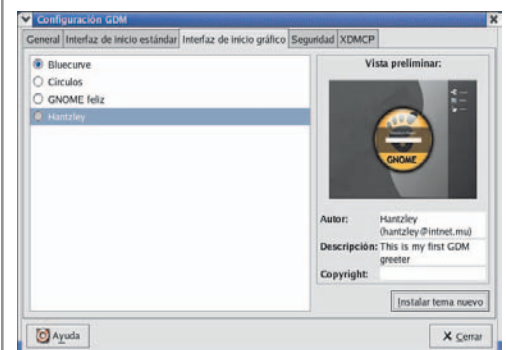 Configuración GDM
General Interfaz de inicio estándar Interfaz de inicio gráfico Seguridad XDMCP
Bluecurve
Círculos
GNOME feliz
Hantzley
Vista preliminar:
GNOME
Autor: Hantzley
(hantzley@intnet.mu)
Descripción: This is my first GDM
greeter
Copyright:
Instalar tema nuevo
Ayuda
Cerrar